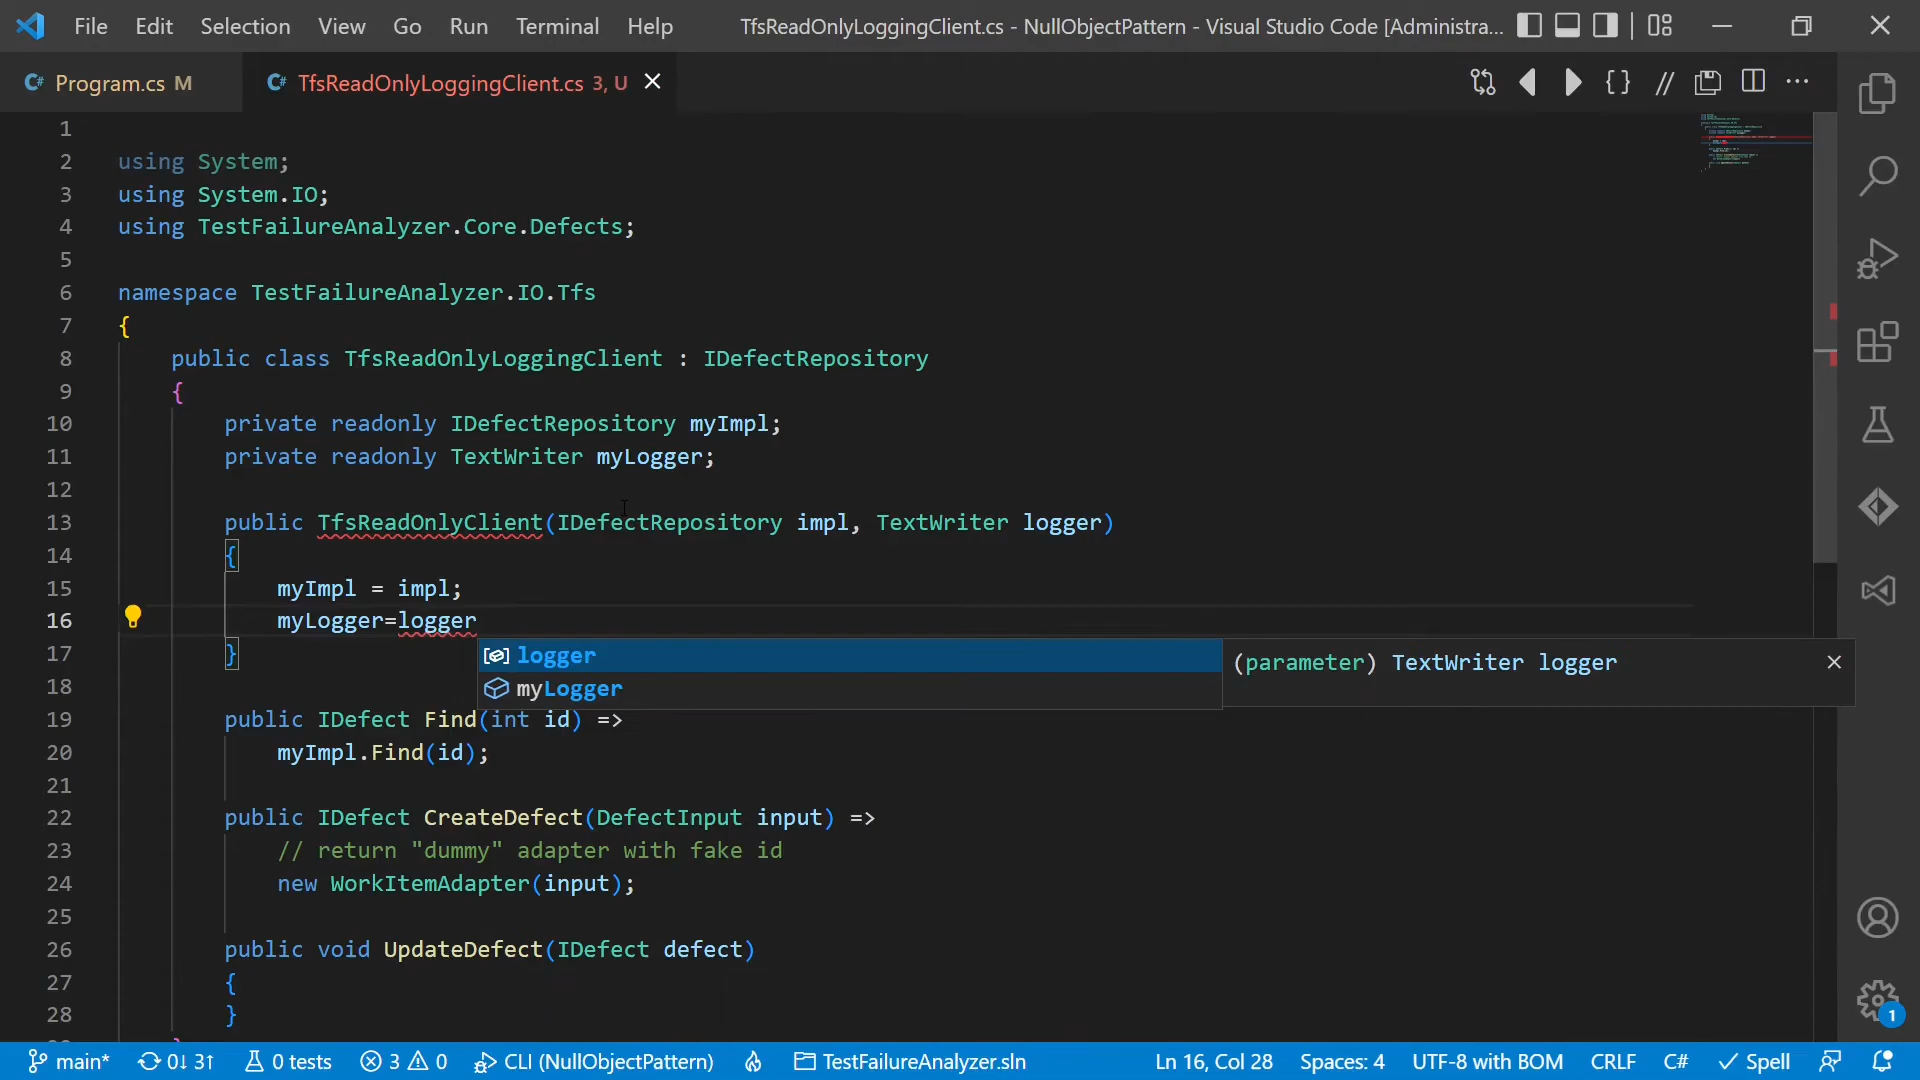 File Edit Selection View Go Run Terminal Help TfsReadOnlyLoggingClient.cs - NullObjectPattern - Visual Studio Code [Administra...
Program.cs M TfsReadOnlyLoggingClient.cs 3, U
1
2 using System;
3 using System.IO;
4 using TestFailureAnalyzer.Core.Defects;
5
6 namespace TestFailureAnalyzer.IO.Tfs
7 {
8 public class TfsReadOnlyLoggingClient : IDefectRepository
9 {
10 private readonly IDefectRepository myImpl;
11 private readonly TextWriter myLogger;
12
13 public TfsReadOnlyClient(IDefectRepository impl, TextWriter logger)
14 {
15 myImpl = impl;
16 myLogger=logger
17 }
logger (parameter) TextWriter logger
18
myLogger
19 public IDefect Find(int id) =>
20 myImpl.Find(id);
21
22 public IDefect CreateDefect(DefectInput input) =>
23 // return "dummy" adapter with fake id
24 new WorkItemAdapter(input);
25
26 public void UpdateDefect(IDefect defect)
27 {
28 }
1
main* 0↓ 3↑ 0 tests 3 0 CLI (NullObjectPattern) TestFailureAnalyzer.sln Ln 16, Col 28 Spaces: 4 UTF-8 with BOM CRLF C# Spell